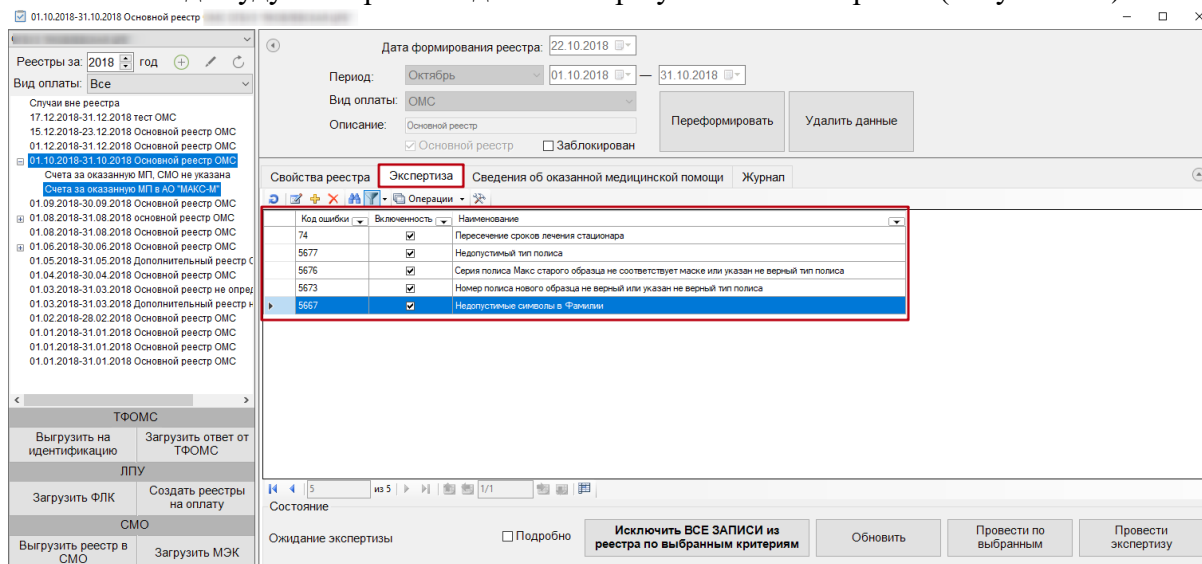 01.10.2018-31.10.2018 Основной реестр
Реестры за: 2018 год
Вид оплаты: Все
Случаи вне реестра
17.12.2018-31.12.2018 тест ОМС
15.12.2018-23.12.2018 Основной реестр ОМС
01.12.2018-31.12.2018 Основной реестр ОМС
01.10.2018-31.10.2018 Основной реестр ОМС
Счета за оказанную МП, СМО не указана
Счета за оказанную МП в АО "МАКС-М"
01.09.2018-30.09.2018 Основной реестр ОМС
01.08.2018-31.08.2018 основной реестр ОМС
01.08.2018-31.08.2018 Основной реестр ОМС
01.06.2018-30.06.2018 Основной реестр ОМС
01.05.2018-31.05.2018 Дополнительный реестр
01.04.2018-30.04.2018 Основной реестр ОМС
01.03.2018-31.03.2018 Основной реестр не опред
01.03.2018-31.03.2018 Дополнительный реестр н
01.02.2018-28.02.2018 Основной реестр ОМС
01.01.2018-31.01.2018 Основной реестр ОМС
01.01.2018-31.01.2018 Основной реестр ОМС
01.01.2018-31.01.2018 Основной реестр ОМС
ТФОМС
Выгрузить на идентификацию
Загрузить ответ от ТФОМС
ЛПУ
Загрузить ФЛК
Создать реестры на оплату
СМО
Выгрузить реестр в СМО
Загрузить МЭК
Дата формирования реестра: 22.10.2018
Период: Октябрь 01.10.2018 — 31.10.2018
Вид оплаты: ОМС
Описание: Основной реестр
Основной реестр Заблокирован
Переформировать
Удалить данные
Свойства реестра Экспертиза Сведения об оказанной медицинской помощи Журнал
Операции
Код ошибки Включенность Наименование
74 Пересечение сроков лечения стационара
5677 Недопустимый тип полиса
5676 Серия полиса Макс старого образца не соответствует маске или указан не верный тип полиса
5673 Номер полиса нового образца не верный или указан не верный тип полиса
5667 Недопустимые символы в Фамилии
5 из 5 1/1
Состояние
Ожидание экспертизы
Подробно
Исключить ВСЕ ЗАПИСИ из реестра по выбранным критериям
Обновить
Провести по выбранным
Провести экспертизу